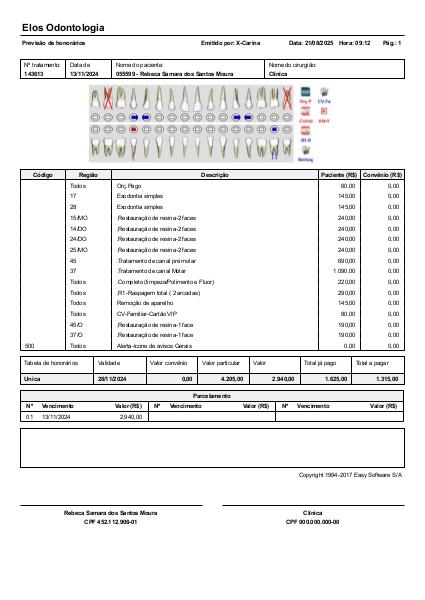 Elos Odontologia
Previsão de honorários Emitido por: X-Carina Data: 21/08/2025 Hora: 09:12 Pág.: 1
Nº tratamento: Data de Nome do paciente: Nome do cirurgião:
143613 13/11/2024 055599 - Rebeca Samara dos Santos Moura Clínica
Orç.P CV-Fa
.Comp Alert
.R1-R
Remoç
Código Região Descrição Paciente (R$) Convênio (R$)
Todos Orç.Pago 60,00 0,00
17 Exodontia simples 145,00 0,00
28 Exodontia simples 145,00 0,00
15/MO .Restauração de resina - 2 faces 240,00 0,00
14/DO .Restauração de resina - 2 faces 240,00 0,00
24/DO .Restauração de resina - 2 faces 240,00 0,00
25/MO .Restauração de resina - 2 faces 240,00 0,00
45 .Tratamento de canal pré molar 690,00 0,00
37 .Tratamento de canal Molar 1.090,00 0,00
Todos .Completo (limpeza/Polimento e Fluor) 220,00 0,00
Todos .R1-Raspagem total ( 2 arcadas) 290,00 0,00
Todos Remoção de aparelho 145,00 0,00
Todos CV-Familiar-Cartão VIP 80,00 0,00
45/O .Restauração de resina - 1 face 190,00 0,00
37/O .Restauração de resina - 1 face 190,00 0,00
500 Todos Alerta-Icone de avisos Gerais 0,00 0,00
Tabela de honorários Validade Valor convênio Valor particular Valor Total já pago Total a pagar
Unica 28/11/2024 0,00 4.205,00 2.940,00 1.625,00 1.315,00
Parcelamento
Nº Vencimento Valor (R$) Nº Vencimento Valor (R$) Nº Vencimento Valor (R$)
01 13/11/2024 2.940,00
Copyright 1994-2017 Easy Software S/A
Rebeca Samara dos Santos Moura Clínica
CPF 452.112.908-01 CPF 000.000.000-00